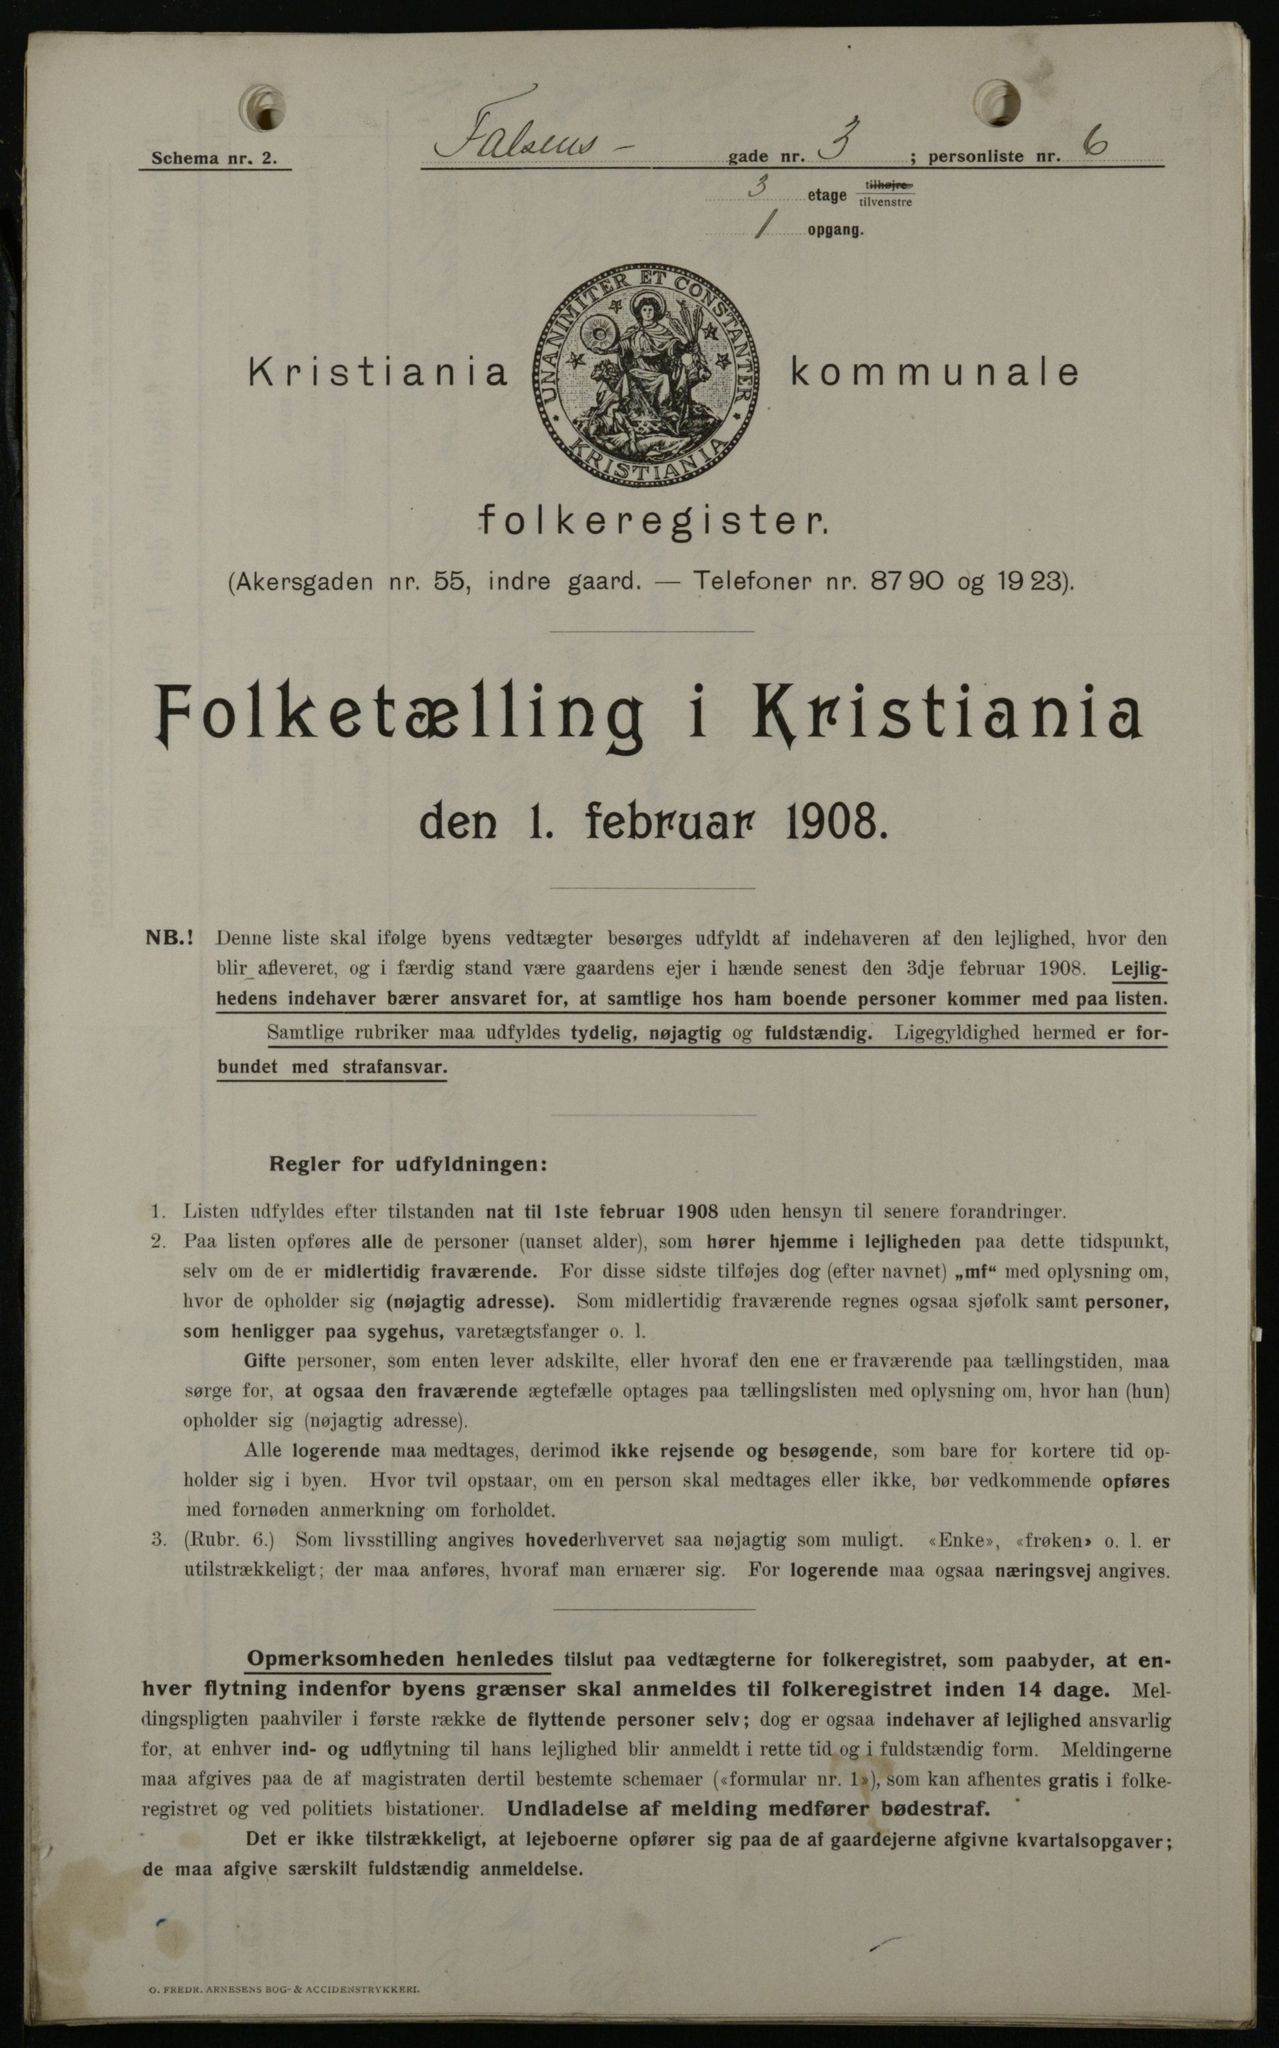 Schema nr. 2.
Falsens - gade nr. 3 ; personliste nr. 6
3 etage tilhøjre
tilvenstre
1 opgang.
UNANIMITER ET CONSTANTER
KRISTIANIA
Kristiania kommunale
folkeregister.
(Akersgaden nr. 55, indre gaard. — Telefoner nr. 8790 og 1923).
Folketælling i Kristiania
den 1. februar 1908.
NB.! Denne liste skal ifølge byens vedtægter besørges udfyldt af indehaveren af den lejlighed, hvor den
blir afleveret, og i færdig stand være gaardens ejer i hænde senest den 3dje februar 1908. Lejlig-
hedens indehaver bærer ansvaret for, at samtlige hos ham boende personer kommer med paa listen.
Samtlige rubriker maa udfyldes tydelig, nøjagtig og fuldstændig. Ligegyldighed hermed er for-
bundet med strafansvar.
Regler for udfyldningen:
1. Listen udfyldes efter tilstanden nat til 1ste februar 1908 uden hensyn til senere forandringer.
2. Paa listen opføres alle de personer (uanset alder), som hører hjemme i lejligheden paa dette tidspunkt,
selv om de er midlertidig fraværende. For disse sidste tilføjes dog (efter navnet) „mf“ med oplysning om,
hvor de opholder sig (nøjagtig adresse). Som midlertidig fraværende regnes ogsaa sjøfolk samt personer,
som henligger paa sygehus, varetægtsfanger o. l.
Gifte personer, som enten lever adskilte, eller hvoraf den ene er fraværende paa tællingstiden, maa
sørge for, at ogsaa den fraværende ægtefælle optages paa tællingslisten med oplysning om, hvor han (hun)
opholder sig (nøjagtig adresse).
Alle logerende maa medtages, derimod ikke rejsende og besøgende, som bare for kortere tid op-
holder sig i byen. Hvor tvil opstaar, om en person skal medtages eller ikke, bør vedkommende opføres
med fornøden anmerkning om forholdet.
3. (Rubr. 6.) Som livsstilling angives hovederhvervet saa nøjagtig som muligt. «Enke», «frøken» o. l. er
utilstrækkeligt; der maa anføres, hvoraf man ernærer sig. For logerende maa ogsaa næringsvej angives.
Opmerksomheden henledes tilslut paa vedtægterne for folkeregistret, som paabyder, at en-
hver flytning indenfor byens grænser skal anmeldes til folkeregistret inden 14 dage. Mel-
dingspligten paahviler i første række de flyttende personer selv; dog er ogsaa indehaver af lejlighed ansvarlig
for, at enhver ind- og udflytning til hans lejlighed blir anmeldt i rette tid og i fuldstændig form. Meldingerne
maa afgives paa de af magistraten dertil bestemte schemaer («formular nr. 1»), som kan afhentes gratis i folke-
registret og ved politiets bistationer. Undladelse af melding medfører bødestraf.
Det er ikke tilstrækkeligt, at lejeboerne opfører sig paa de af gaardejerne afgivne kvartalsopgaver;
de maa afgive særskilt fuldstændig anmeldelse.
O. FREDR. ARNESENS BOG- & ACCIDENSTRYKKERI.